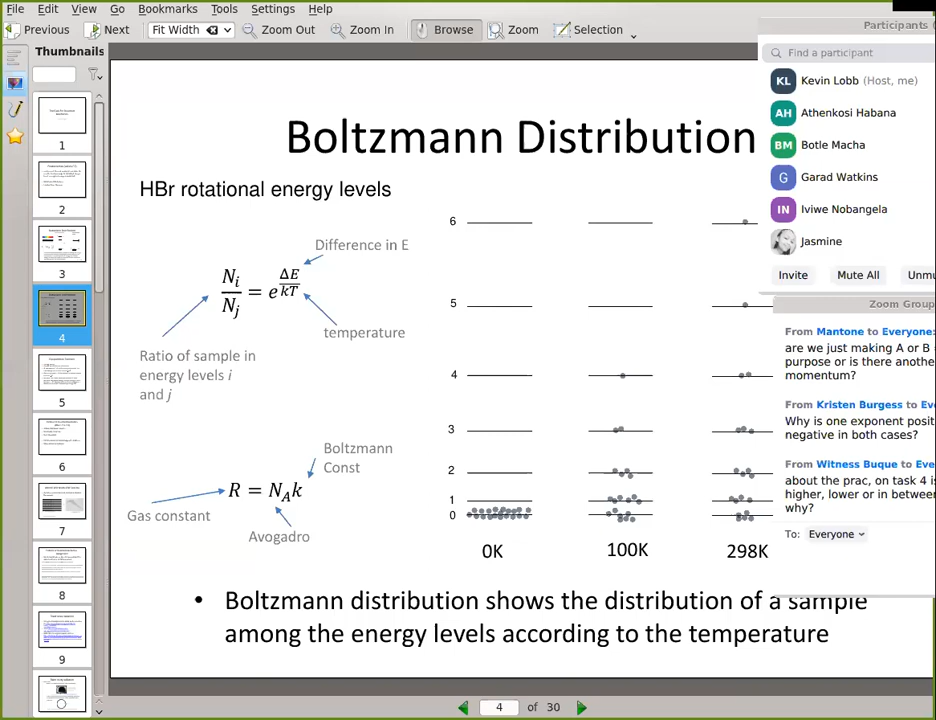 File Edit View Go Bookmarks Tools Settings Help
Previous Next Fit Width Zoom Out Zoom In Browse Zoom Selection
Thumbnails
1
2
3
4
5
6
7
8
9
Boltzmann Distribution
HBr rotational energy levels
Difference in E
Ni/Nj = e^(ΔE/kT)
temperature
Ratio of sample in
energy levels i
and j
Boltzmann
Const
R = NAk
Gas constant
Avogadro
6
5
4
3
2
1
0
0K 100K 298K
• Boltzmann distribution shows the distribution of a sample
among the energy levels according to the temperature
4 of 30
Participants (
Find a participant
KL Kevin Lobb (Host, me)
AH Athenkosi Habana
BM Botle Macha
G Garad Watkins
IN Iviwe Nobangela
Jasmine
Invite Mute All Unmu
Zoom Group
From Mantone to Everyone:
are we just making A or B =
purpose or is there anothe
momentum?
From Kristen Burgess to Eve
Why is one exponent posit
negative in both cases?
From Witness Buque to Eve
about the prac, on task 4 i
higher, lower or in betwee
why?
To: Everyone